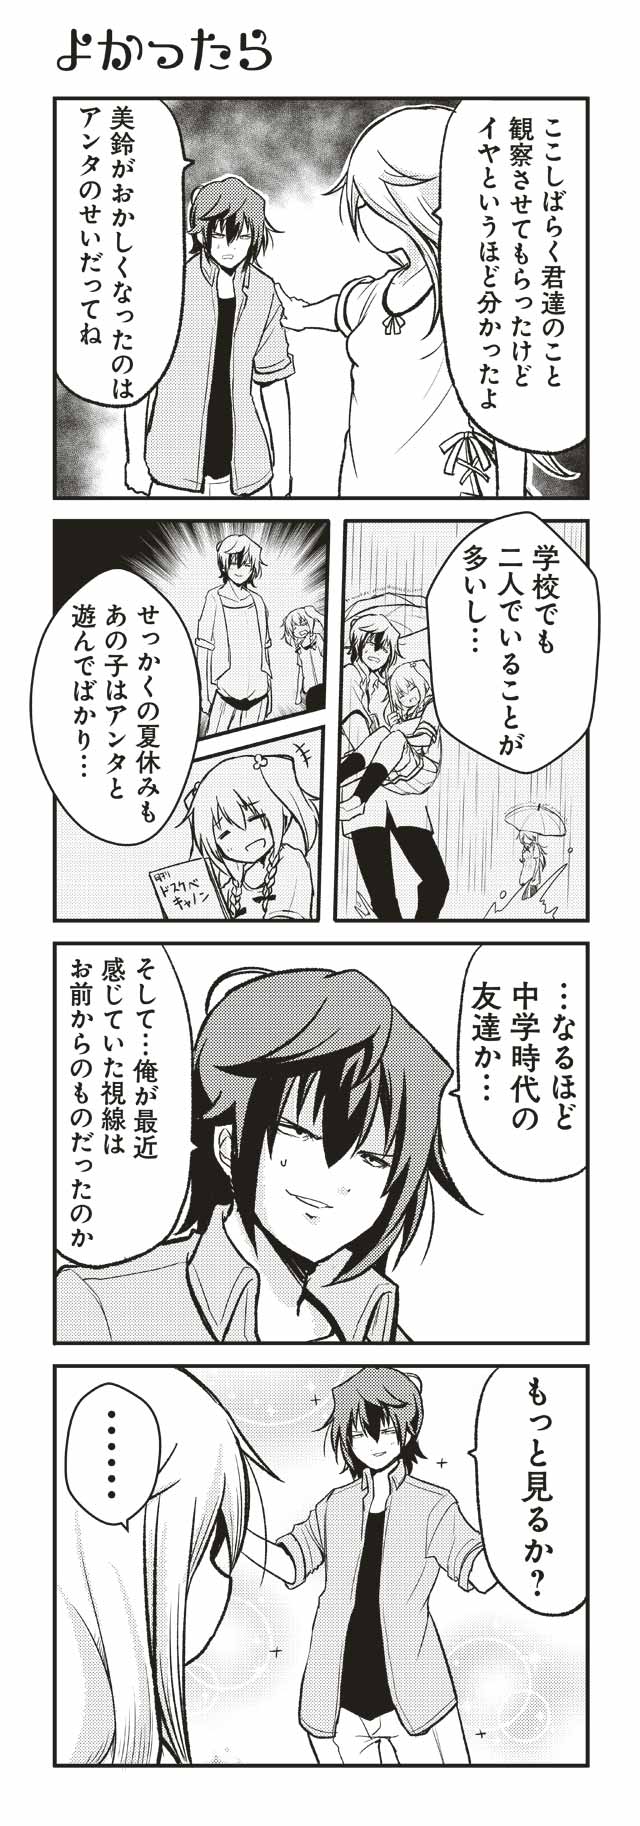 よかったら
ここしばらく君達のこと
観察させてもらったけど
イヤというほど分かったよ
美鈴がおかしくなったのは
アンタのせいだってね
学校でも
二人でいることが
多いし…
せっかくの夏休みも
あの子はアンタと
遊んでばかり…
月刊
ドスケベ
キャノン
…なるほど
中学時代の
友達か…
そして…俺が最近
感じていた視線は
お前からのものだったのか
もっと見るか?
……